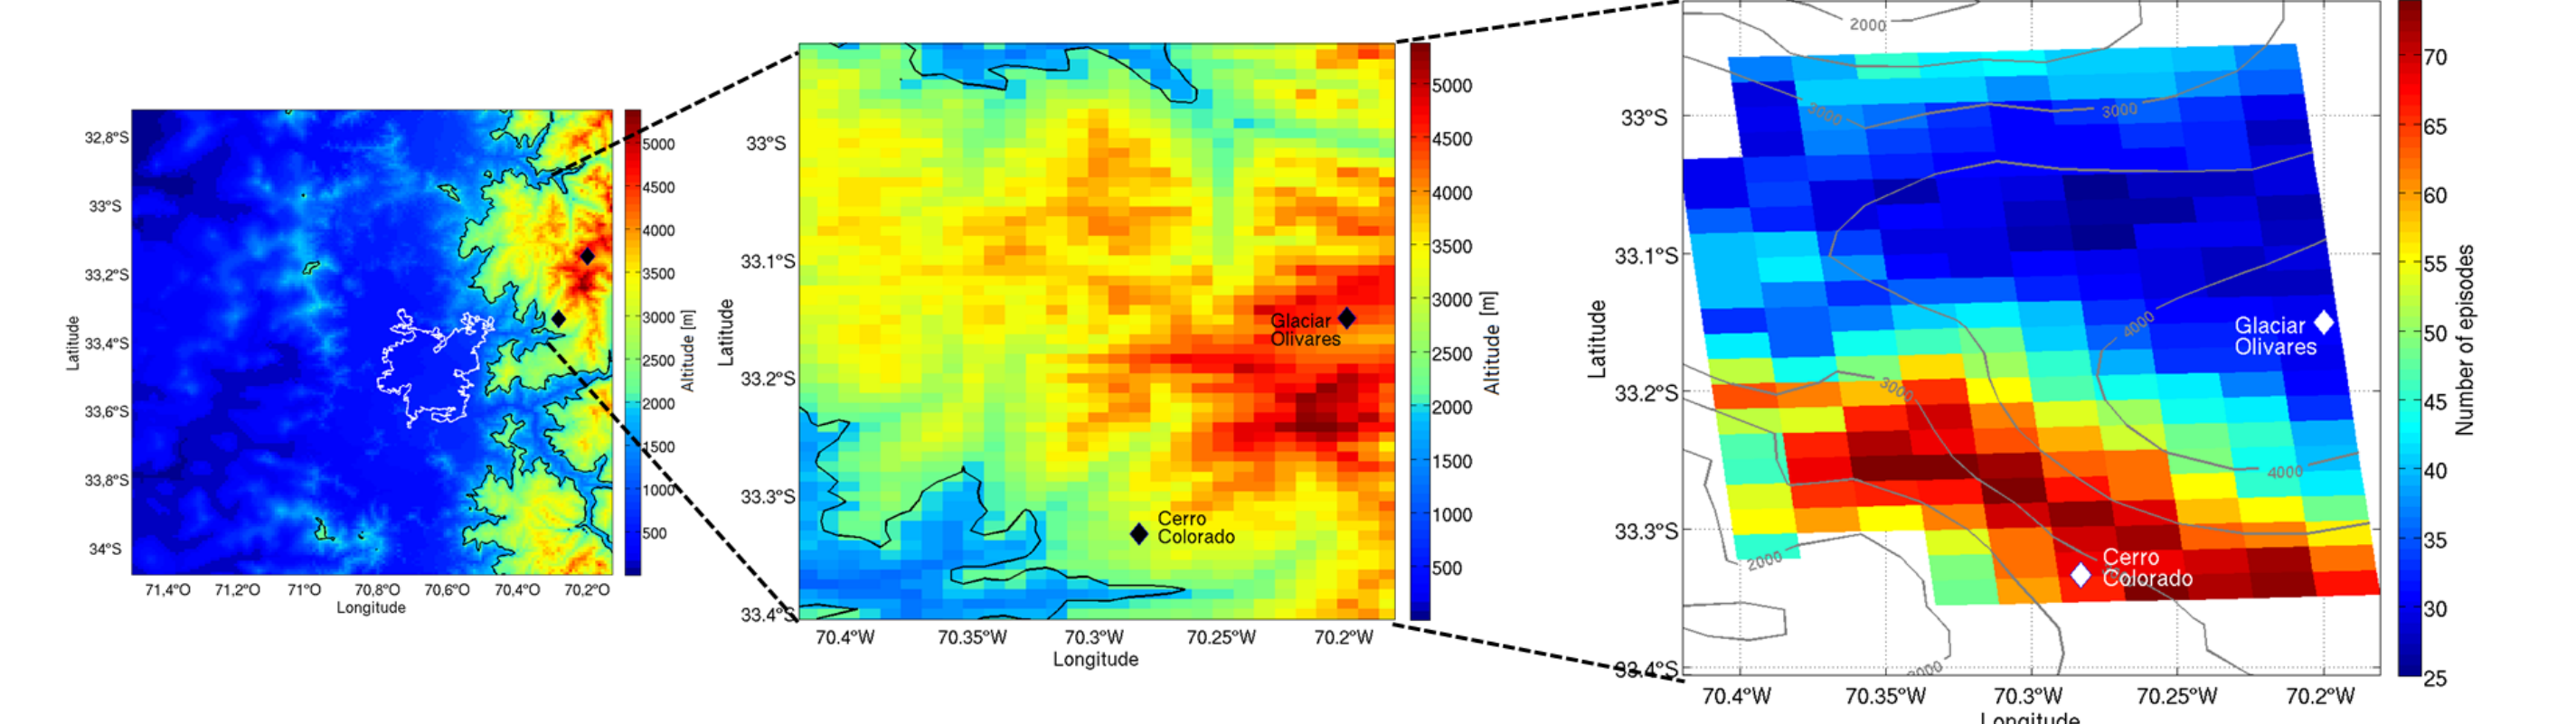 32,8°S
33°S
33,2°S
33,4°S
33,6°S
33,8°S
34°S
Latitude
71,4°O 71,2°O 71°O 70,8°O 70,6°O 70,4°O 70,2°O
Longitude
5000
4500
4000
3500
3000
2500
2000
1500
1000
500
Altitude [m]
33°S
33.1°S
33.2°S
33.3°S
33.4°S
Latitude
Glaciar
Olivares
Cerro
Colorado
70.4°W 70.35°W 70.3°W 70.25°W 70.2°W
Longitude
5000
4500
4000
3500
3000
2500
2000
1500
1000
500
Altitude [m]
33°S
33.1°S
33.2°S
33.3°S
33.4°S
Latitude
2000
3000
3000
4000
Glaciar
Olivares
3000
4000
2000
Cerro
Colorado
70.4°W 70.35°W 70.3°W 70.25°W 70.2°W
Longitude
70
65
60
55
50
45
40
35
30
25
Number of episodes